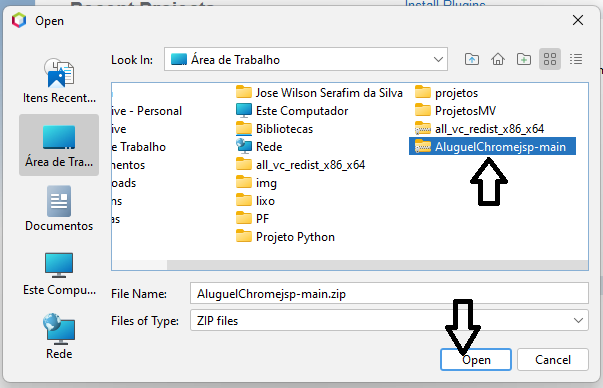 Recent Projects
Install Plugins
Open
Look In:
Área de Trabalho
Itens Recent...
Área de Tra...
Documentos
Este Compu...
Rede
ive - Personal
ive
Trabalho
mentos
oads
s
as
Jose Wilson Serafim da Silva
Este Computador
Bibliotecas
Rede
all_vc_redist_x86_x64
img
lixo
PF
Projeto Python
projetos
ProjetosMV
all_vc_redist_x86_x64
AluguelChromejsp-main
File Name:
AluguelChromejsp-main.zip
Files of Type:
ZIP files
Open
Cancel